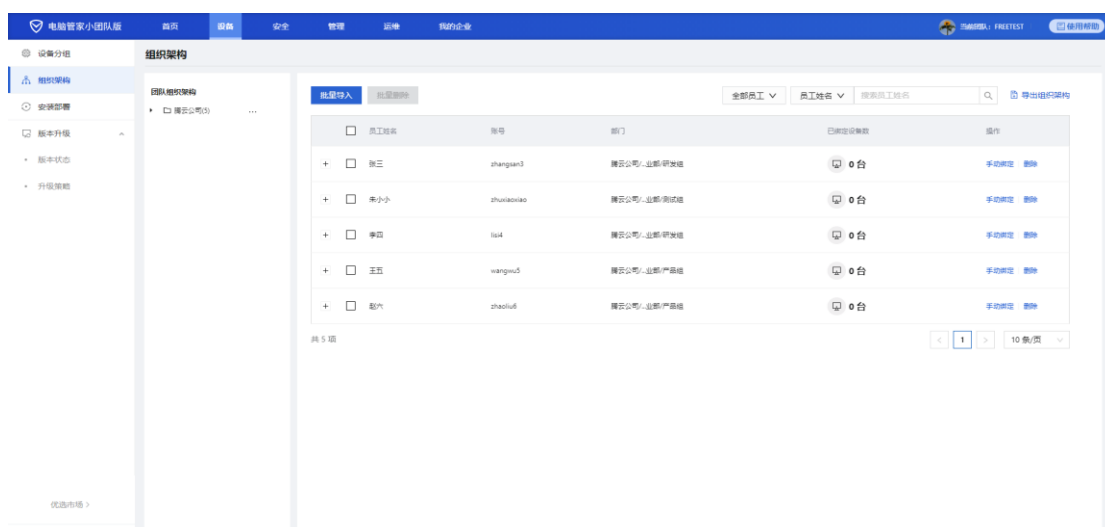 电脑管家小团队版 首页 设备 安全 管理 运维 我的企业 当前团队：FREETEST 使用帮助
设备分组
组织架构
安装部署
版本升级
版本状态
升级策略
优选市场 >
组织架构
团队组织架构
腾云公司(5) ...
批量导入 批量删除 全部员工 员工姓名 搜索员工姓名 导出组织架构
员工姓名 账号 部门 已绑定设备数 操作
+ 张三 zhangsan3 腾云公司/...业部/研发组 0 台 手动绑定 删除
+ 朱小小 zhuxiaoxiao 腾云公司/...业部/测试组 0 台 手动绑定 删除
+ 李四 lisi4 腾云公司/...业部/研发组 0 台 手动绑定 删除
+ 王五 wangwu5 腾云公司/...业部/产品组 0 台 手动绑定 删除
+ 赵六 zhaoliu6 腾云公司/...业部/产品组 0 台 手动绑定 删除
共 5 项 < 1 > 10 条/页